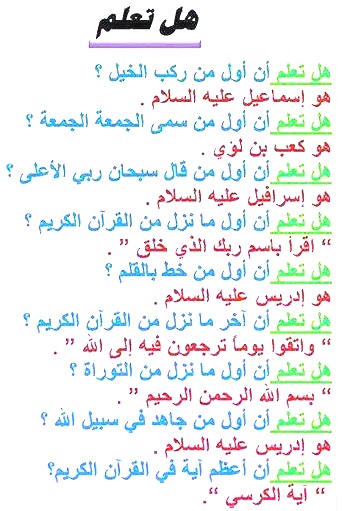 هل تعلم
هل تعلم أن أول من ركب الخيل ؟
هو إسماعيل عليه السلام .
هل تعلم أن أول من سمى الجمعة الجمعة ؟
هو كعب بن لؤي .
هل تعلم أن أول من قال سبحان ربي الأعلى ؟
هو إسرافيل عليه السلام .
هل تعلم أن أول ما نزل من القرآن الكريم ؟
“ اقرأ باسم ربك الذي خلق ” .
هل تعلم أن أول من خط بالقلم ؟
هو إدريس عليه السلام .
هل تعلم أن آخر ما نزل من القرآن الكريم ؟
“ واتقوا يوماً ترجعون فيه إلى الله ” .
هل تعلم أن أول ما نزل من التوراة ؟
“ بسم الله الرحمن الرحيم ” .
هل تعلم أن أول من جاهد في سبيل الله ؟
هو إدريس عليه السلام .
هل تعلم أن أعظم آية في القرآن الكريم؟
“ آية الكرسي “.